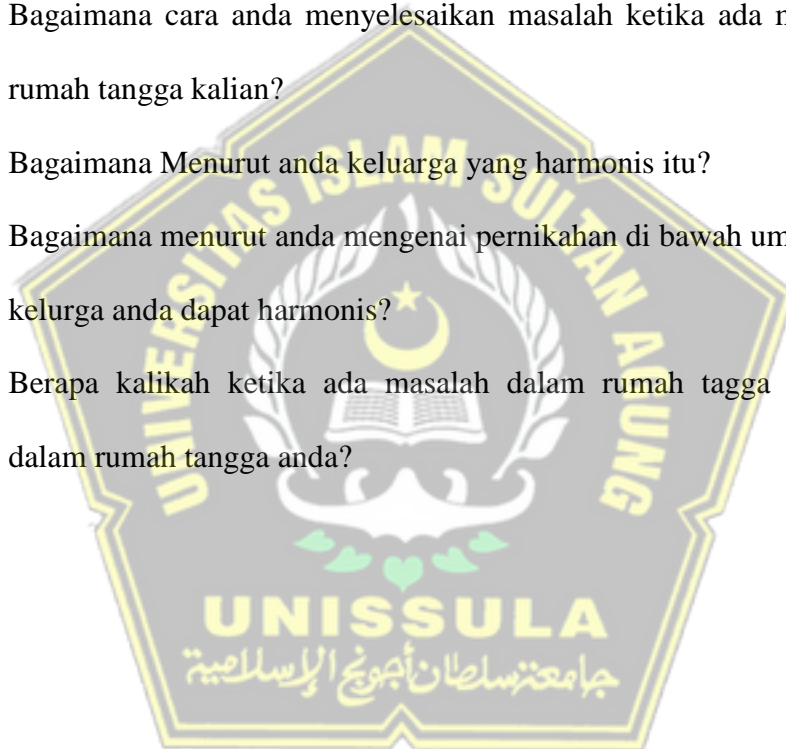 Bagaimana cara anda menyelesaikan masalah ketika ada
rumah tangga kalian?
Bagaimana Menurut anda keluarga yang harmonis itu?
Bagaimana menurut anda mengenai pernikahan di bawah um
kelurga anda dapat harmonis?
Berapa kalikah ketika ada masalah dalam rumah tagga
dalam rumah tangga anda?
UNIVERSITAS ISLAM SULTAN AGUNG
UNISSULA
جامعة سلطان أجونج الإسلامية